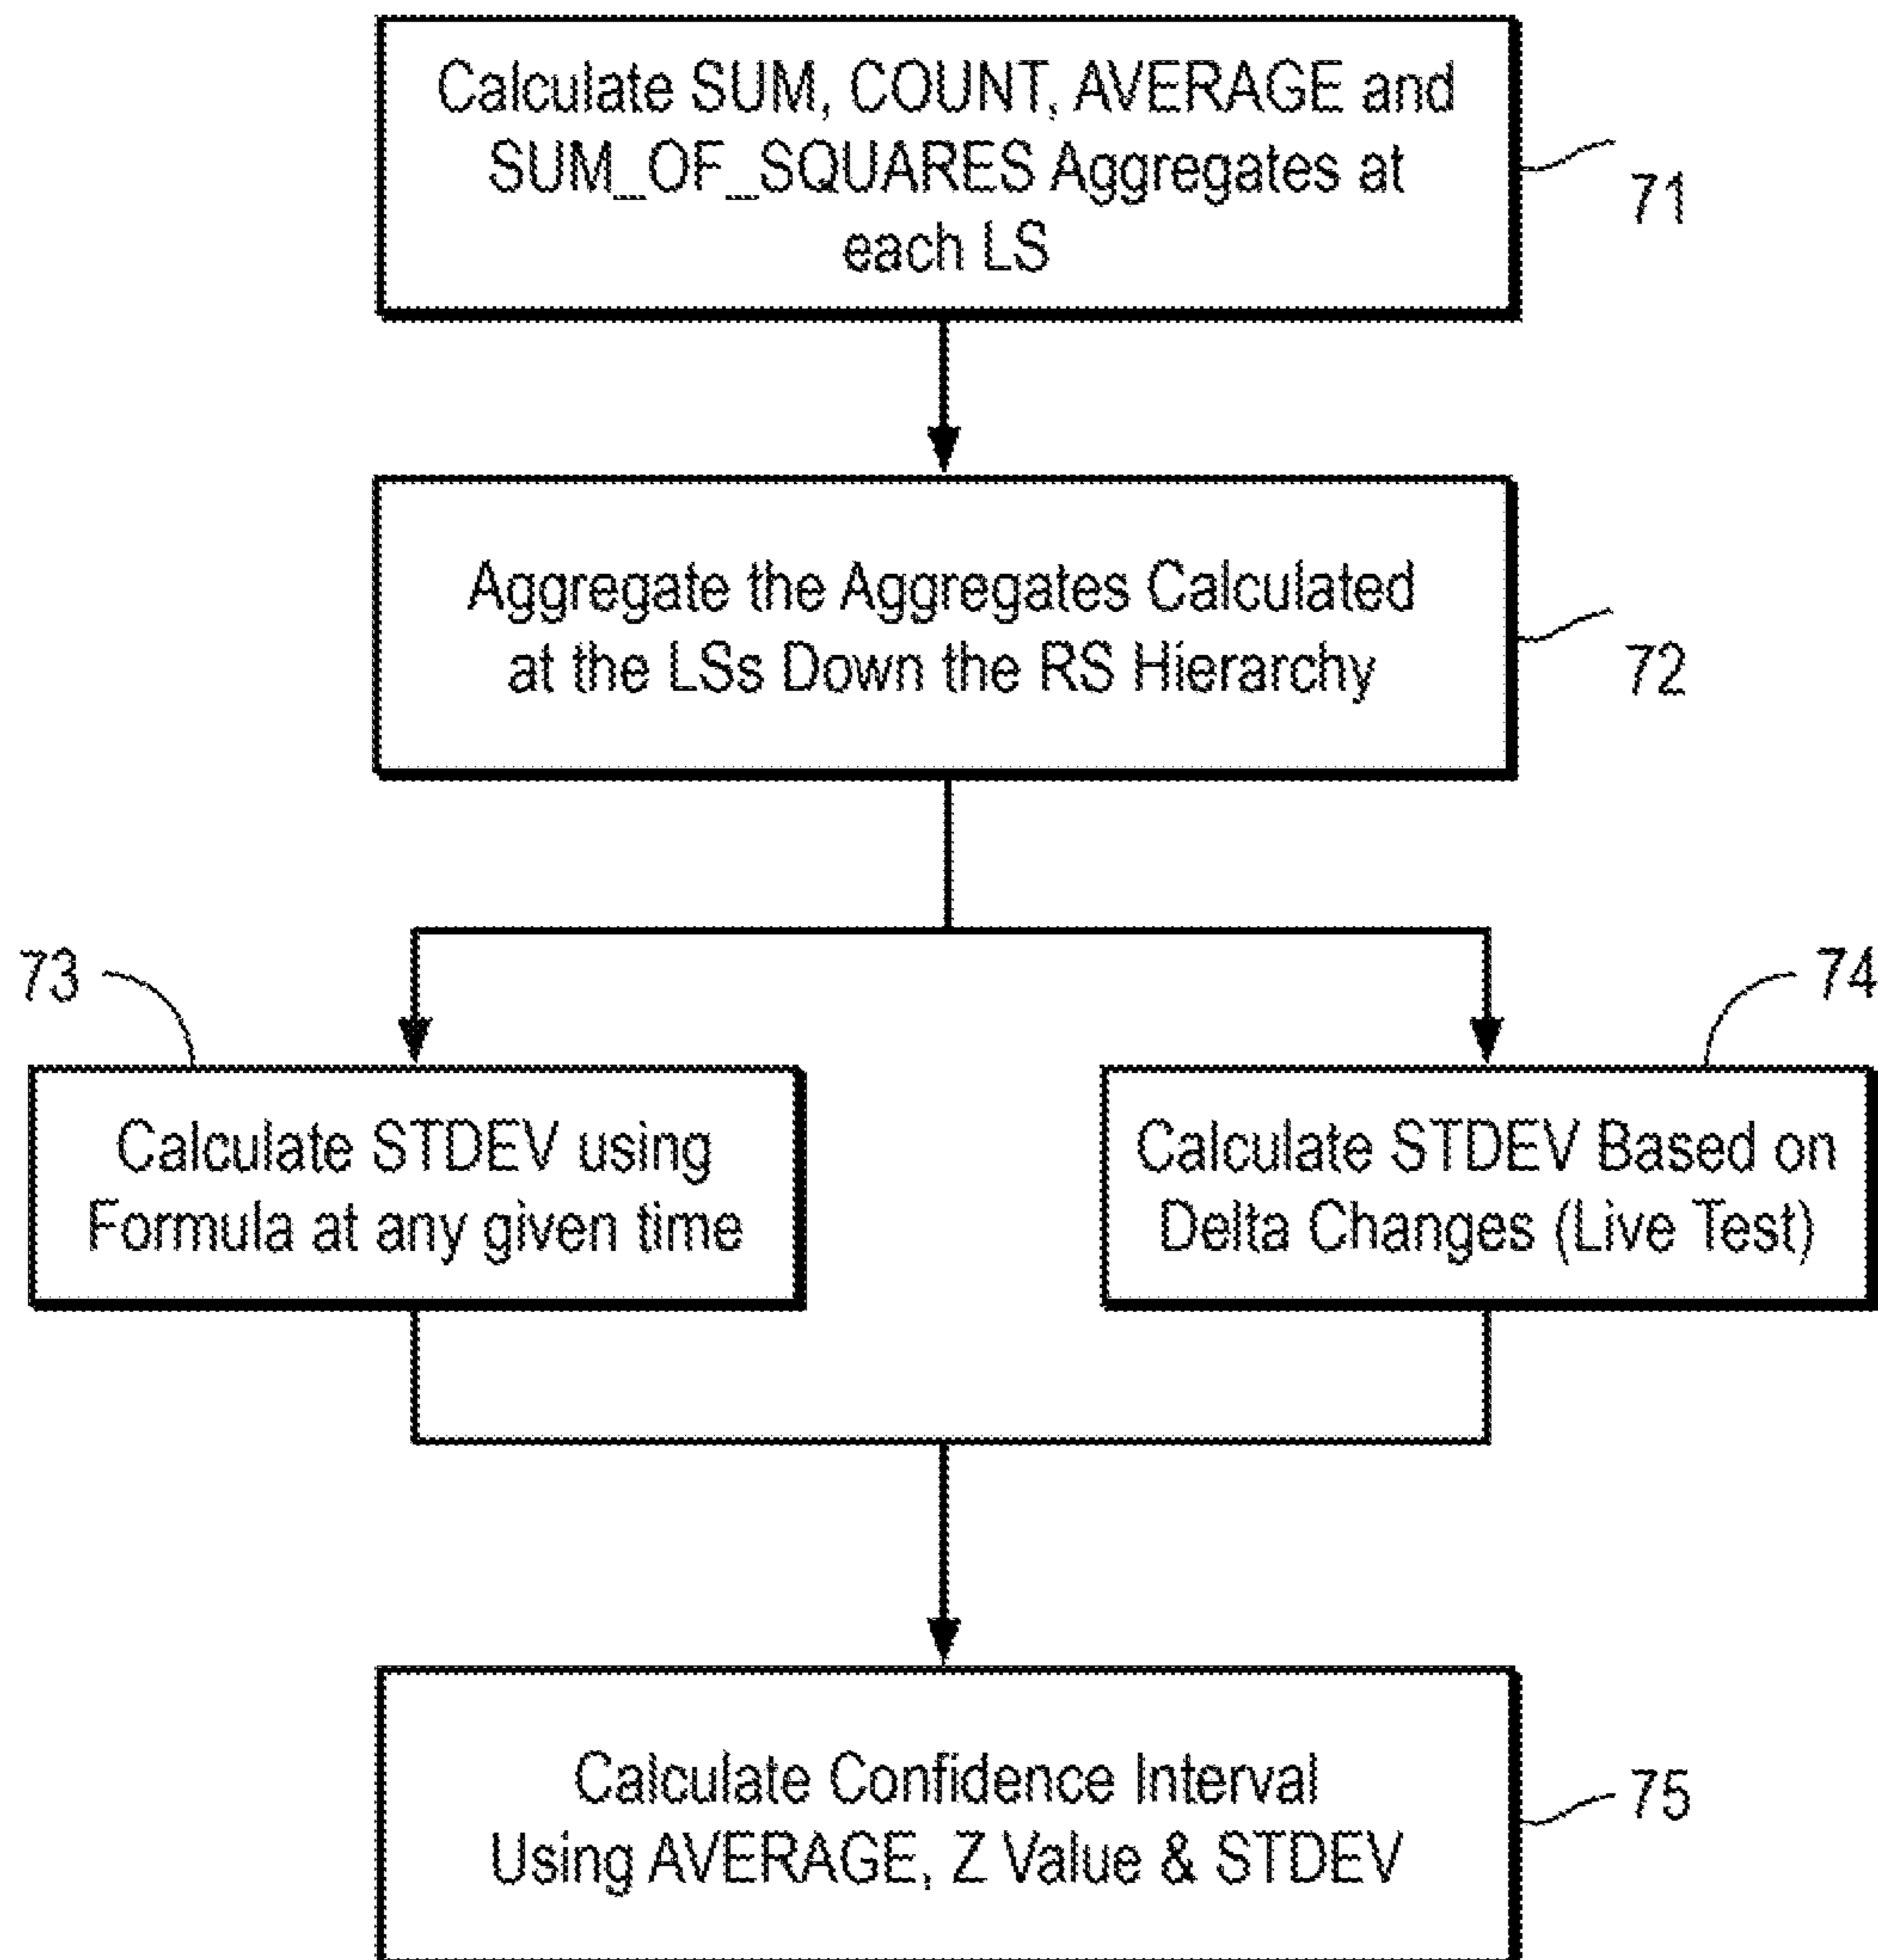 Calculate SUM, COUNT, AVERAGE and
SUM_OF_SQUARES Aggregates at
each LS
71
Aggregate the Aggregates Calculated
at the LSs Down the RS Hierarchy
72
73
74
Calculate STDEV using
Formula at any given time
Calculate STDEV Based on
Delta Changes (Live Test)
Calculate Confidence Interval
Using AVERAGE, Z Value & STDEV
75